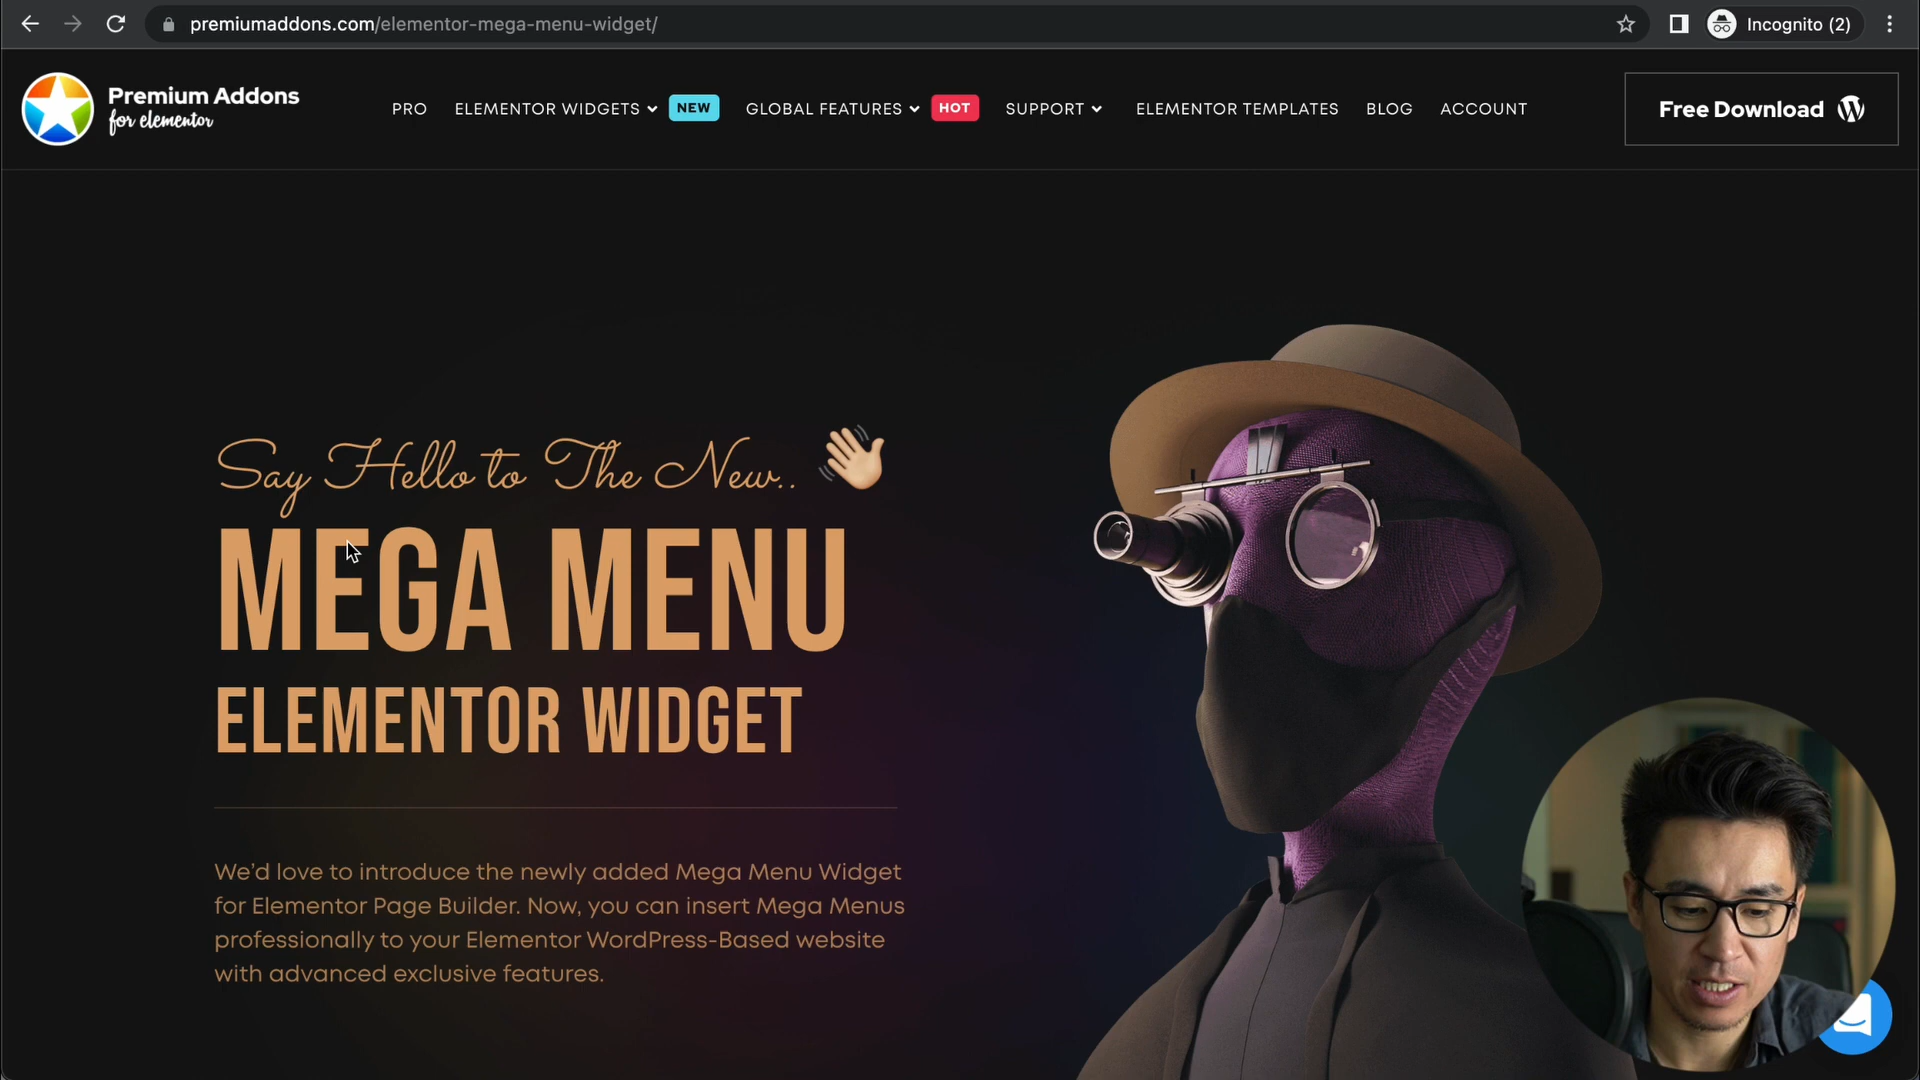 premiumaddons.com/elementor-mega-menu-widget/
Incognito (2)
Premium Addons
for elementor
PRO
ELEMENTOR WIDGETS
NEW
GLOBAL FEATURES
HOT
SUPPORT
ELEMENTOR TEMPLATES
BLOG
ACCOUNT
Free Download
Say Hello to The New..
MEGA MENU
ELEMENTOR WIDGET
We'd love to introduce the newly added Mega Menu Widget
for Elementor Page Builder. Now, you can insert Mega Menus
professionally to your Elementor WordPress-Based website
with advanced exclusive features.